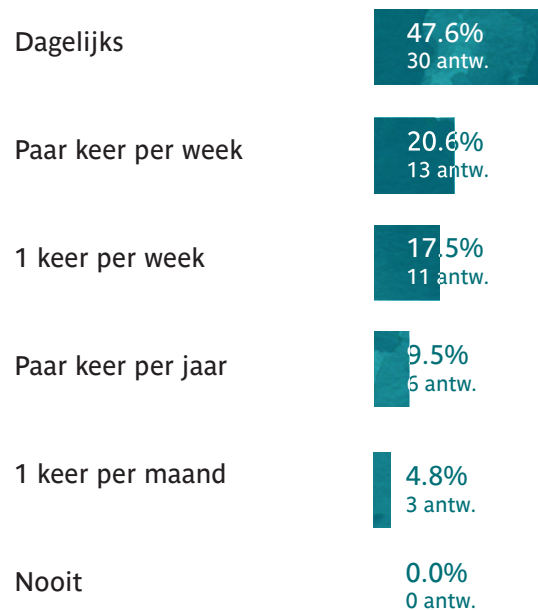 Dagelijks
47.6%
30 antw.
Paar keer per week
20.6%
13 antw.
1 keer per week
17.5%
11 antw.
Paar keer per jaar
9.5%
6 antw.
1 keer per maand
4.8%
3 antw.
Nooit
0.0%
0 antw.